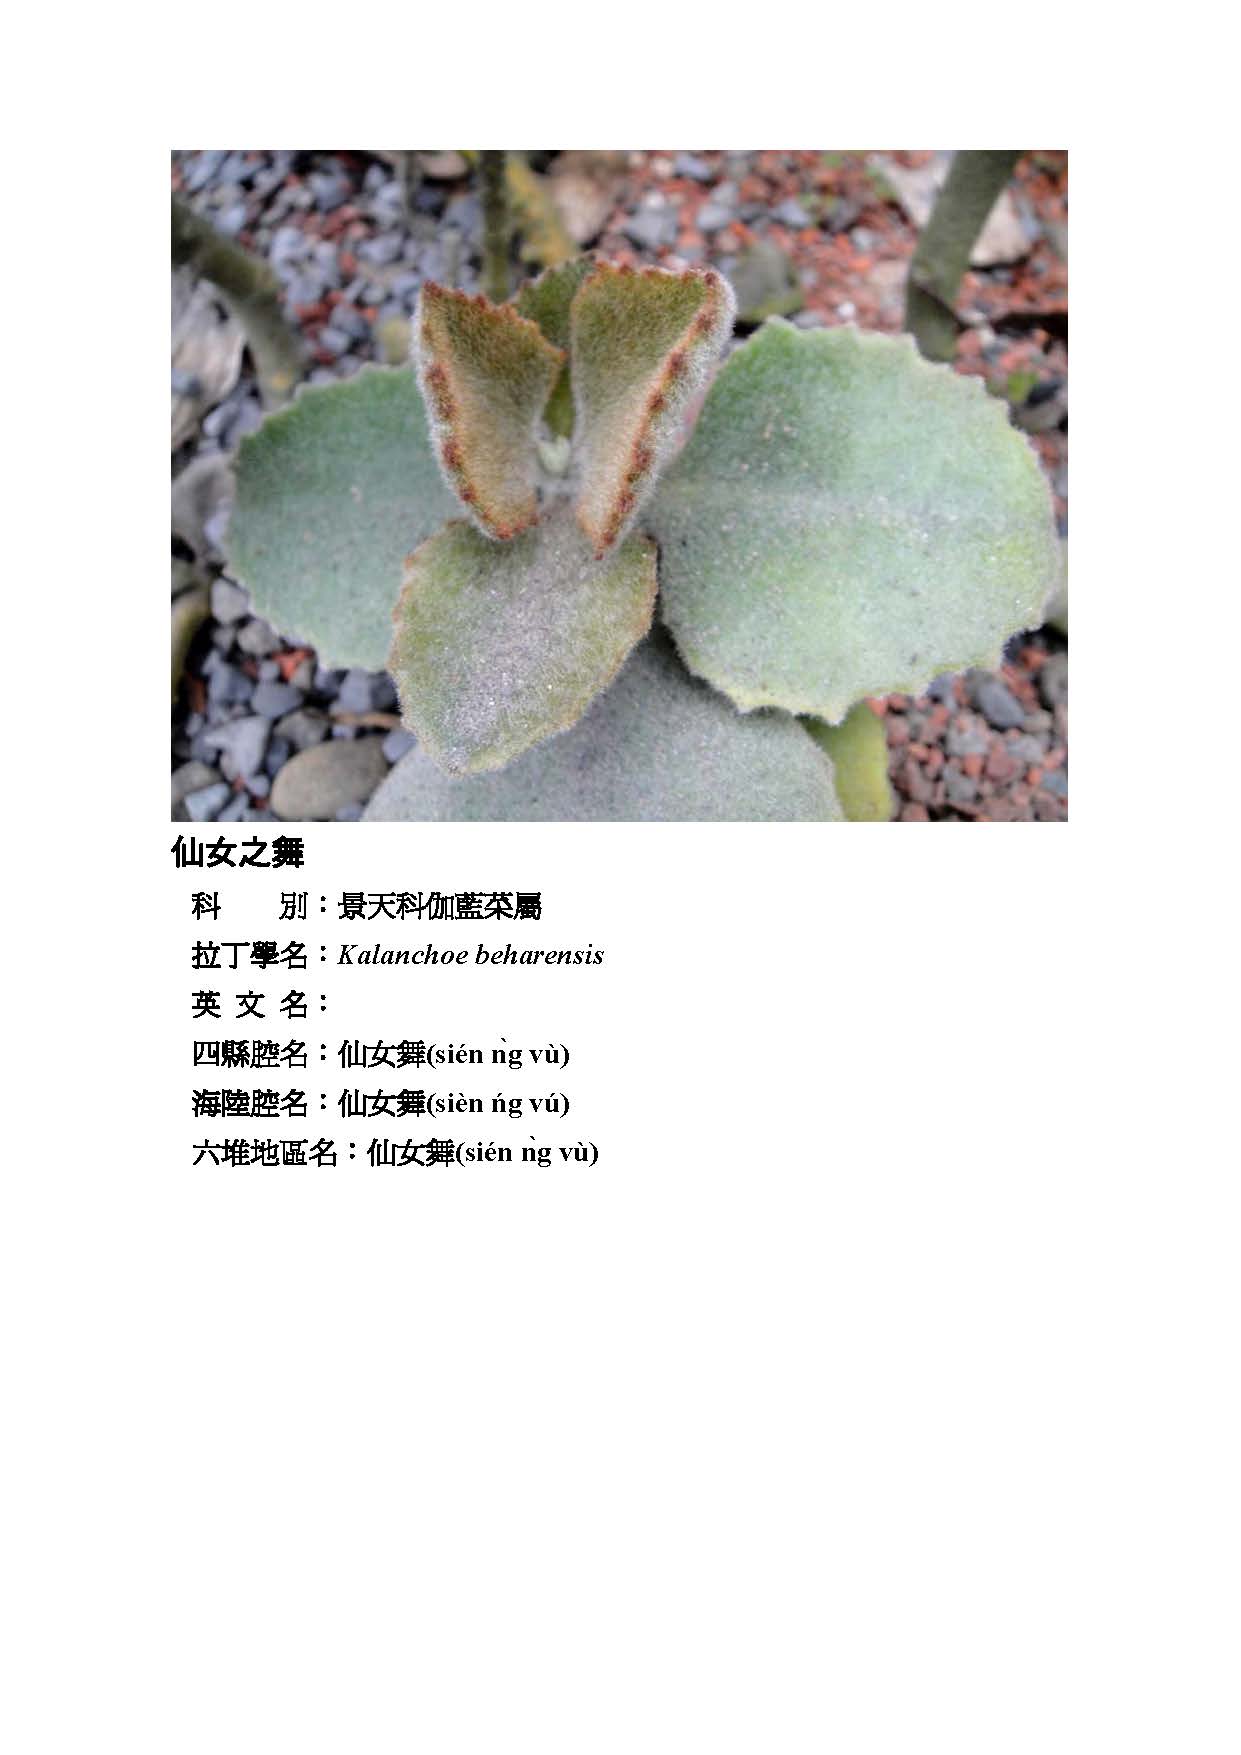 仙女之舞
科　　別：景天科伽藍菜屬
拉丁學名：Kalanchoe beharensis
英 文 名：
四縣腔名：仙女舞(sién ǹg vù)
海陸腔名：仙女舞(sièn ńg vú)
六堆地區名：仙女舞(sién ǹg vù)